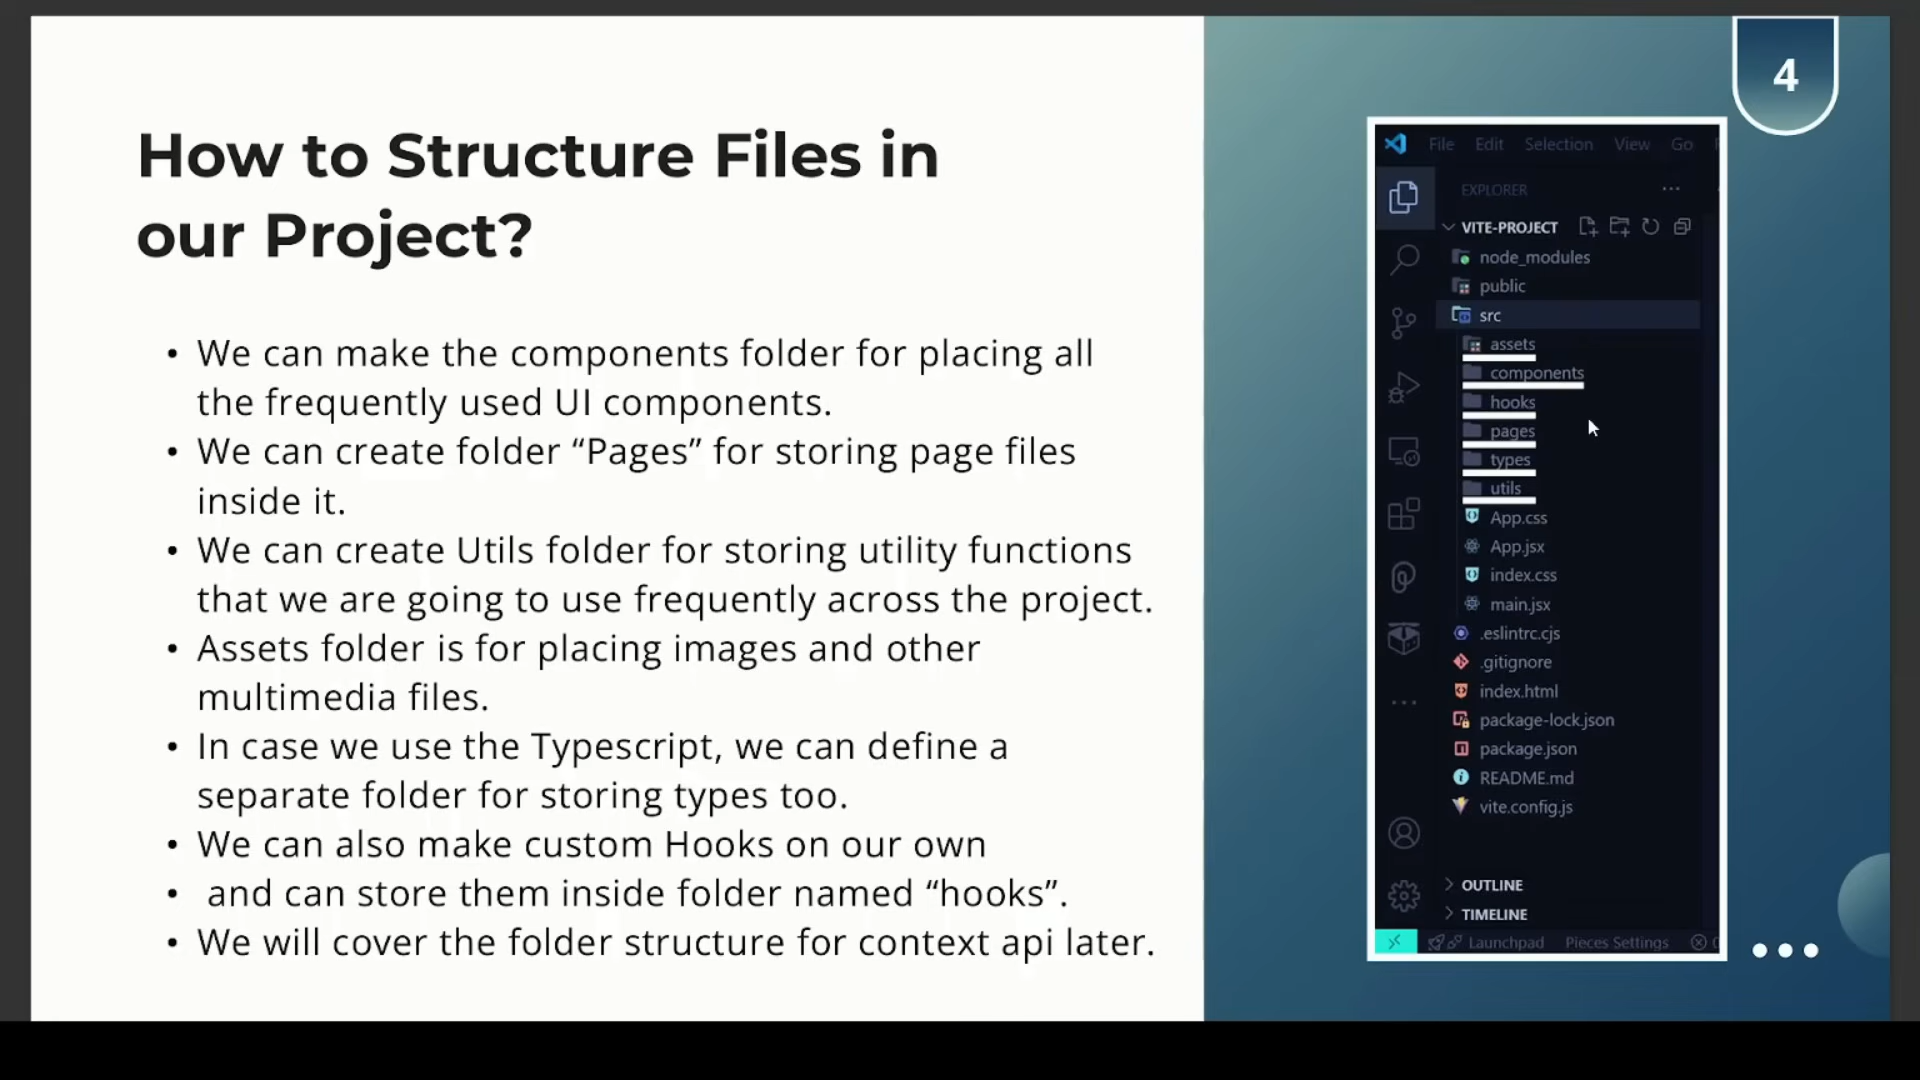 4
How to Structure Files in
our Project?
• We can make the components folder for placing all
the frequently used UI components.
• We can create folder “Pages” for storing page files
inside it.
• We can create Utils folder for storing utility functions
that we are going to use frequently across the project.
• Assets folder is for placing images and other
multimedia files.
• In case we use the Typescript, we can define a
separate folder for storing types too.
• We can also make custom Hooks on our own
• and can store them inside folder named “hooks”.
• We will cover the folder structure for context api later.
File Edit Selection View Go
EXPLORER
VITE-PROJECT
node_modules
public
src
assets
components
hooks
pages
types
utils
App.css
App.jsx
index.css
main.jsx
.eslintrc.cjs
.gitignore
index.html
package-lock.json
package.json
README.md
vite.config.js
OUTLINE
TIMELINE
Launchpad Pieces Settings